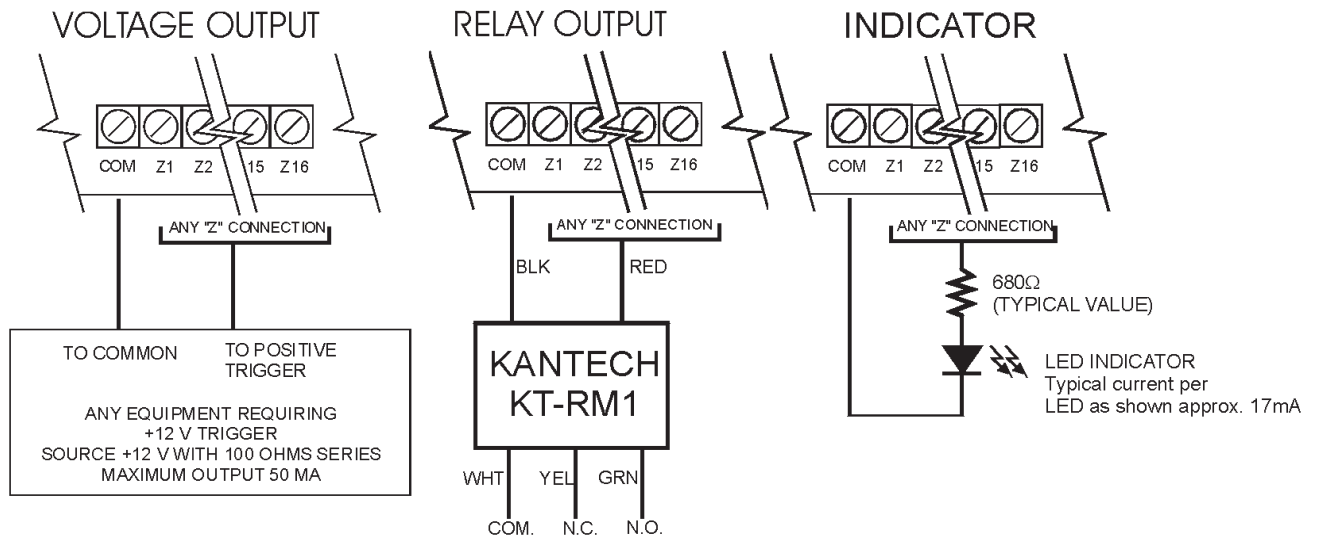 VOLTAGE OUTPUT
COM Z1 Z2 15 Z16
ANY "Z" CONNECTION
TO COMMON
TO POSITIVE
TRIGGER
ANY EQUIPMENT REQUIRING
+12 V TRIGGER
SOURCE +12 V WITH 100 OHMS SERIES
MAXIMUM OUTPUT 50 MA
RELAY OUTPUT
COM Z1 Z2 15 Z16
ANY "Z" CONNECTION
BLK RED
KANTECH
KT-RM1
WHT YEL GRN
COM. N.C. N.O.
INDICATOR
COM Z1 Z2 15 Z16
ANY "Z" CONNECTION
680Ω
(TYPICAL VALUE)
LED INDICATOR
Typical current per
LED as shown approx. 17mA